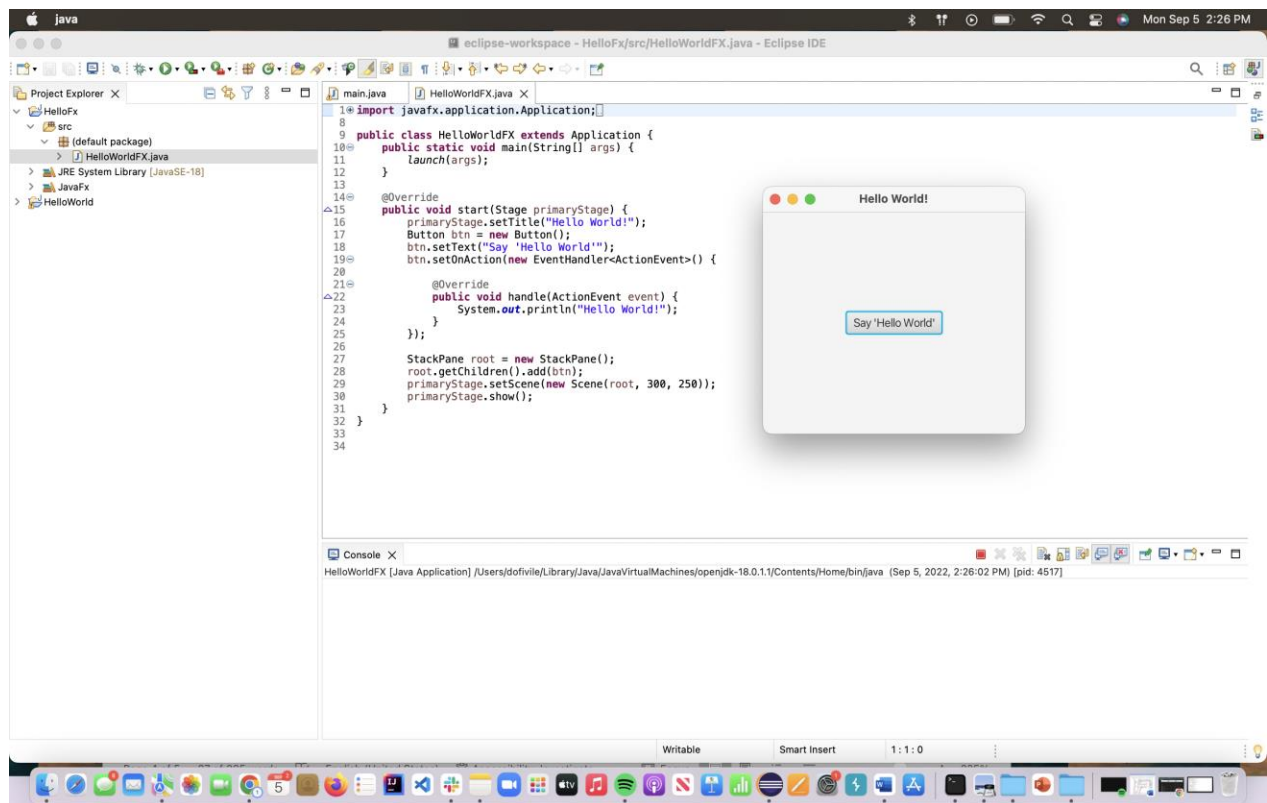 java
Mon Sep 5 2:26 PM
eclipse-workspace - HelloFx/src/HelloWorldFX.java - Eclipse IDE
Project Explorer
HelloFx
src
(default package)
HelloWorldFX.java
JRE System Library [JavaSE-18]
JavaFx
HelloWorld
main.java
HelloWorldFX.java
1 import javafx.application.Application;
8
9 public class HelloWorldFX extends Application {
10 public static void main(String[] args) {
11 launch(args);
12 }
13
14 @Override
15 public void start(Stage primaryStage) {
16 primaryStage.setTitle("Hello World!");
17 Button btn = new Button();
18 btn.setText("Say 'Hello World'");
19 btn.setOnAction(new EventHandler<ActionEvent>() {
20
21 @Override
22 public void handle(ActionEvent event) {
23 System.out.println("Hello World!");
24 }
25 });
26
27 StackPane root = new StackPane();
28 root.getChildren().add(btn);
29 primaryStage.setScene(new Scene(root, 300, 250));
30 primaryStage.show();
31 }
32 }
33
34
Hello World!
Say 'Hello World'
Console
HelloWorldFX [Java Application] /Users/dofivile/Library/Java/JavaVirtualMachines/openjdk-18.0.1.1/Contents/Home/bin/java (Sep 5, 2022, 2:26:02 PM) [pid: 4517]
Writable
Smart Insert
1 : 1 : 0
5
tv